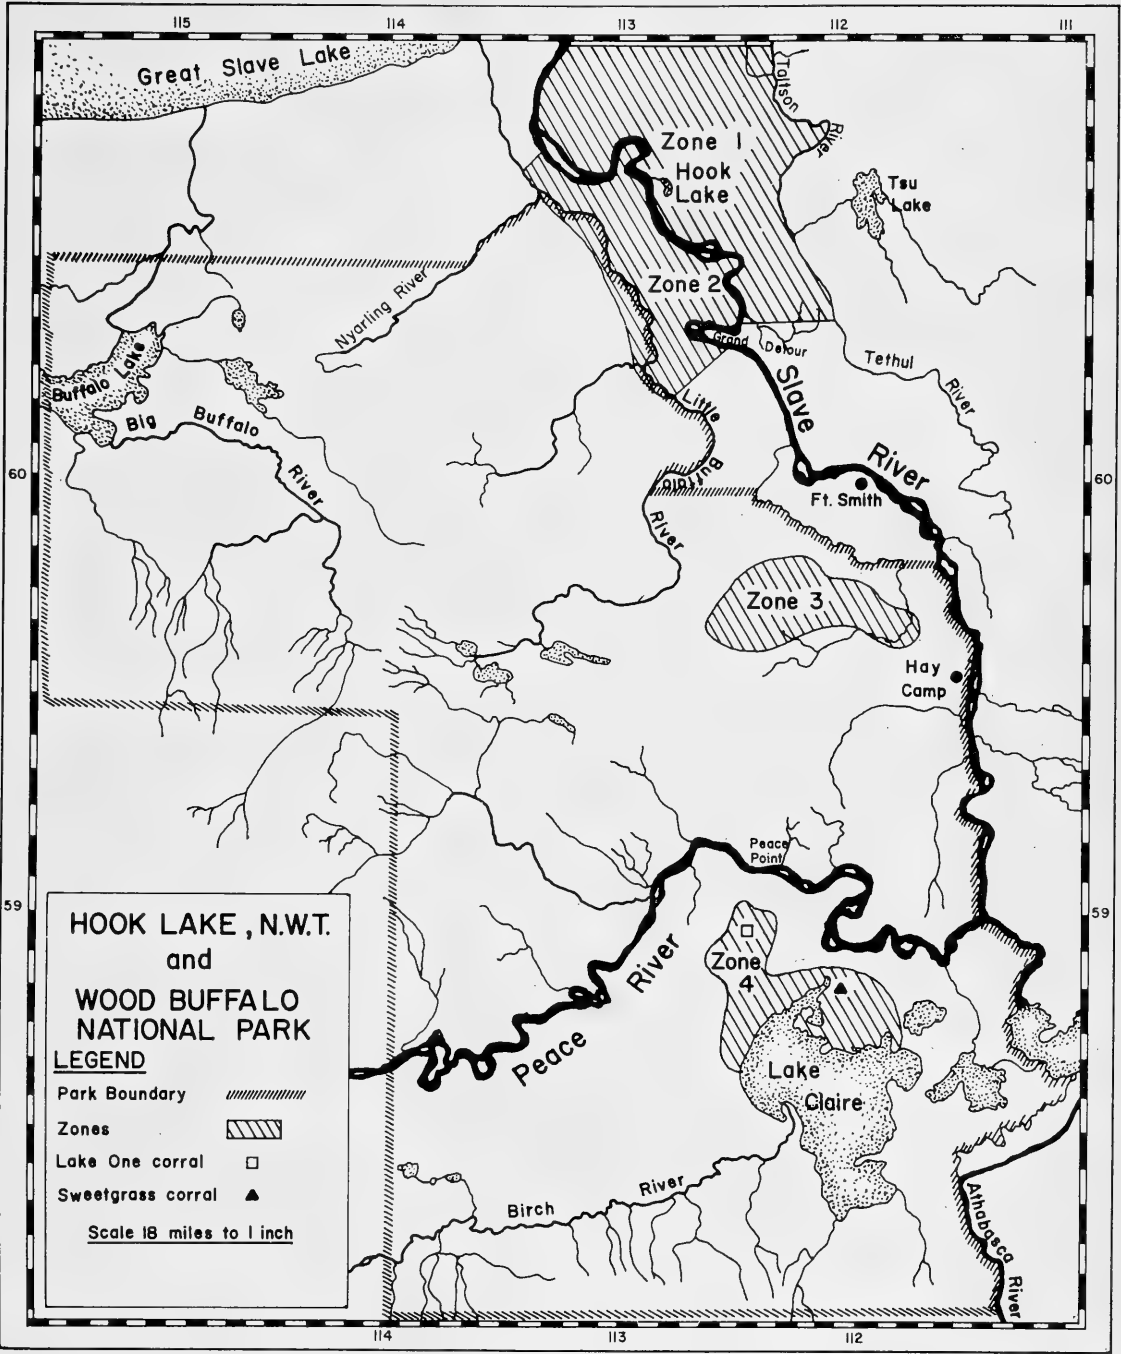 115 114 113 112 111
Great Slave Lake
Taltson
River
Zone 1
Hook
Lake
Tsu
Lake
Zone 2
Nyarling River
Grand
Detour
Tethul
River
Buffalo Lake
Slave
River
Little
Buffalo
River
Big Buffalo
River
60
60
Ft. Smith
Zone 3
Hay
Camp
Peace
Point
59
59
Zone
4
Peace
River
Lake
Claire
Birch River
Athabasca River
HOOK LAKE, N.W.T.
and
WOOD BUFFALO
NATIONAL PARK
LEGEND
Park Boundary
Zones
Lake One corral
Sweetgrass corral
Scale 18 miles to 1 inch
114 113 112